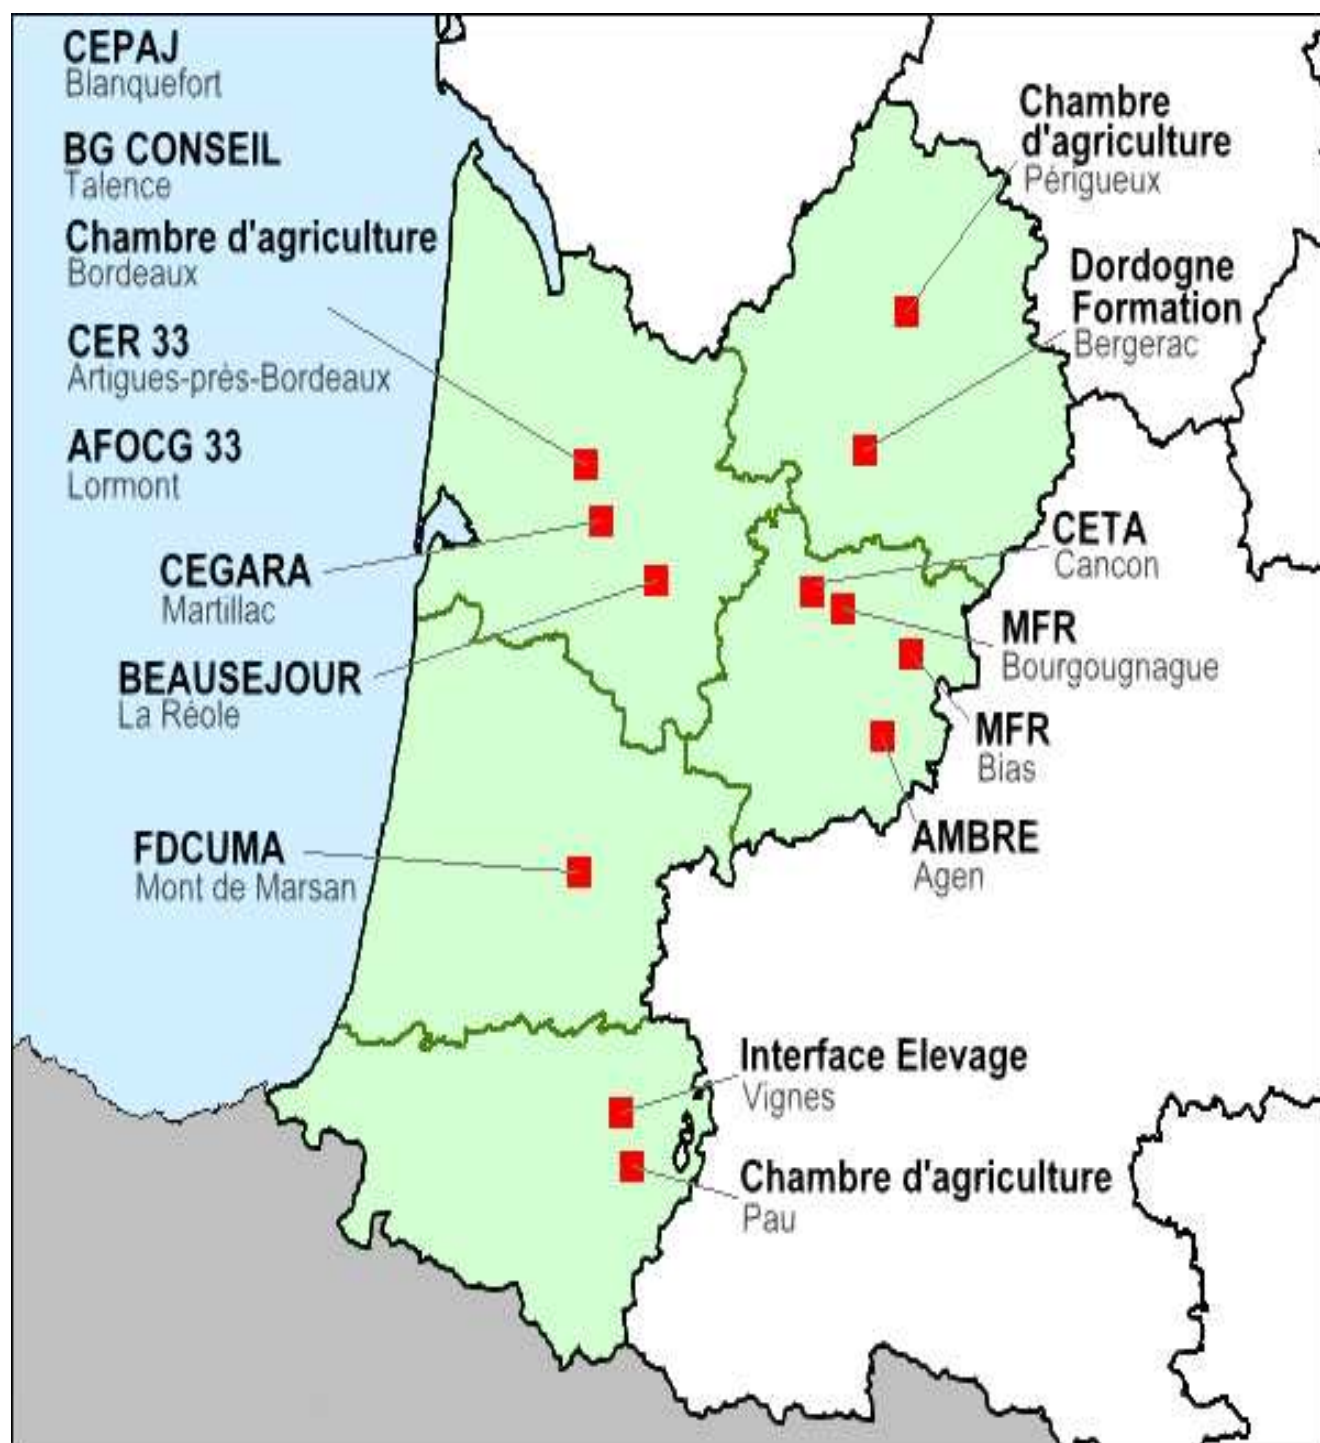 CEPAJ
Blanquefort
BG CONSEIL
Talence
Chambre d'agriculture
Bordeaux
CER 33
Artigues-près-Bordeaux
AFOCG 33
Lormont
CEGARA
Martillac
BEAUSEJOUR
La Réole
FDCUMA
Mont de Marsan
Chambre
d'agriculture
Périgueux
Dordogne
Formation
Bergerac
CETA
Cancon
MFR
Bourgougnague
MFR
Bias
AMBRE
Agen
Interface Elevage
Vignes
Chambre d'agriculture
Pau